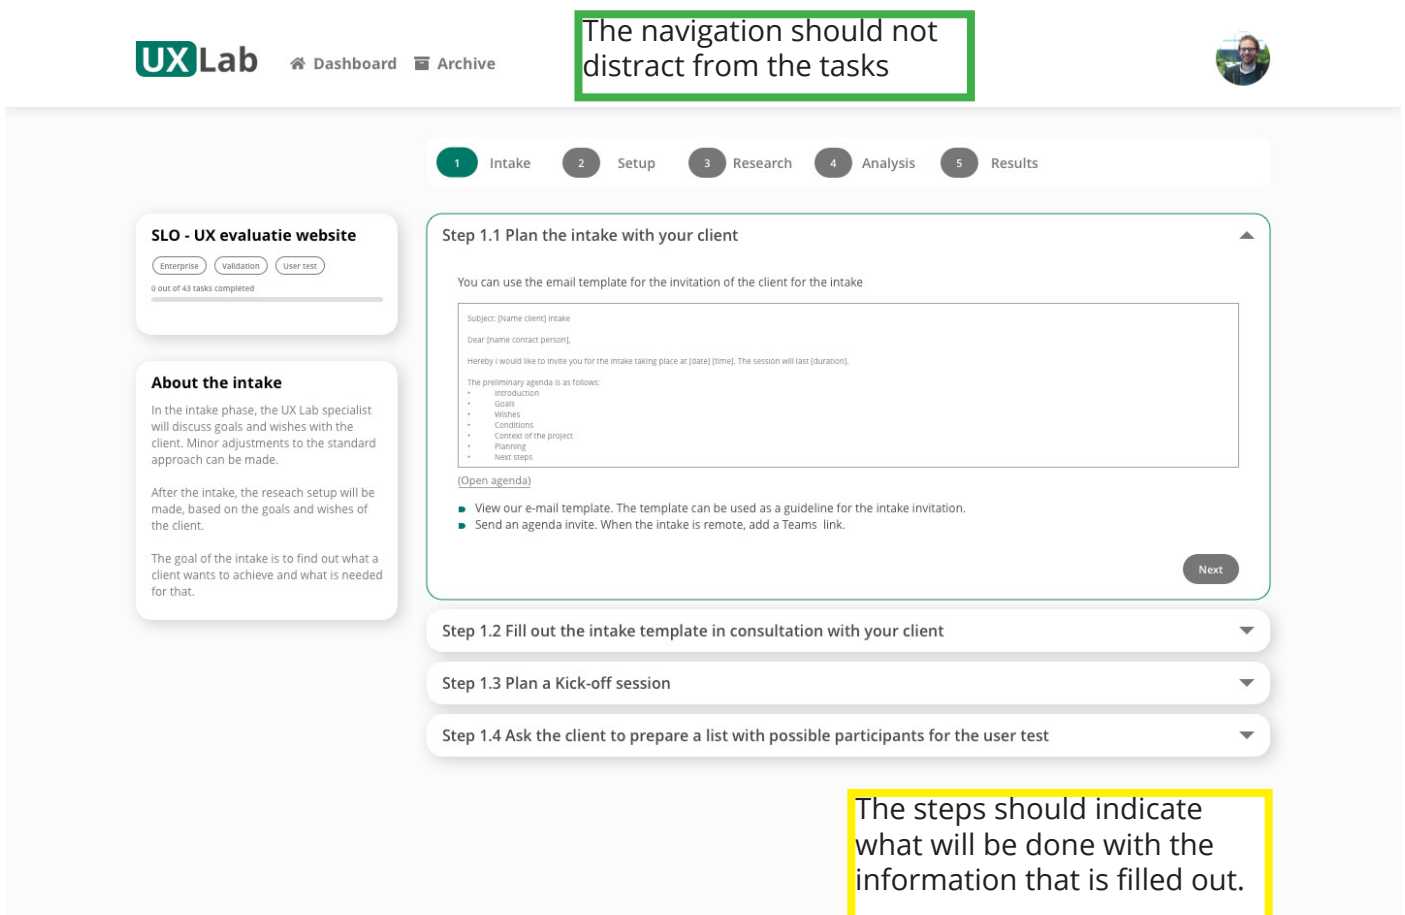 The navigation should not
distract from the tasks
UXLab
Dashboard
Archive
1 Intake
2 Setup
3 Research
4 Analysis
5 Results
SLO - UX evaluatie website
Enterprise
Validation
User test
0 out of 43 tasks completed
About the intake
In the intake phase, the UX Lab specialist
will discuss goals and wishes with the
client. Minor adjustments to the standard
approach can be made.
After the intake, the reseach setup will be
made, based on the goals and wishes of
the client.
The goal of the intake is to find out what a
client wants to achieve and what is needed
for that.
Step 1.1 Plan the intake with your client
You can use the email template for the invitation of the client for the intake
Subject: [Name client] intake
Dear [name contact person],
Hereby I would like to invite you for the intake taking place at [date] [time]. The session will last [duration].
The preliminary agenda is as follows:
• Introduction
• Goals
• Wishes
• Conditions
• Context of the project
• Planning
• Next steps
(Open agenda)
View our e-mail template. The template can be used as a guideline for the intake invitation.
Send an agenda invite. When the intake is remote, add a Teams link.
Next
Step 1.2 Fill out the intake template in consultation with your client
Step 1.3 Plan a Kick-off session
Step 1.4 Ask the client to prepare a list with possible participants for the user test
The steps should indicate
what will be done with the
information that is filled out.